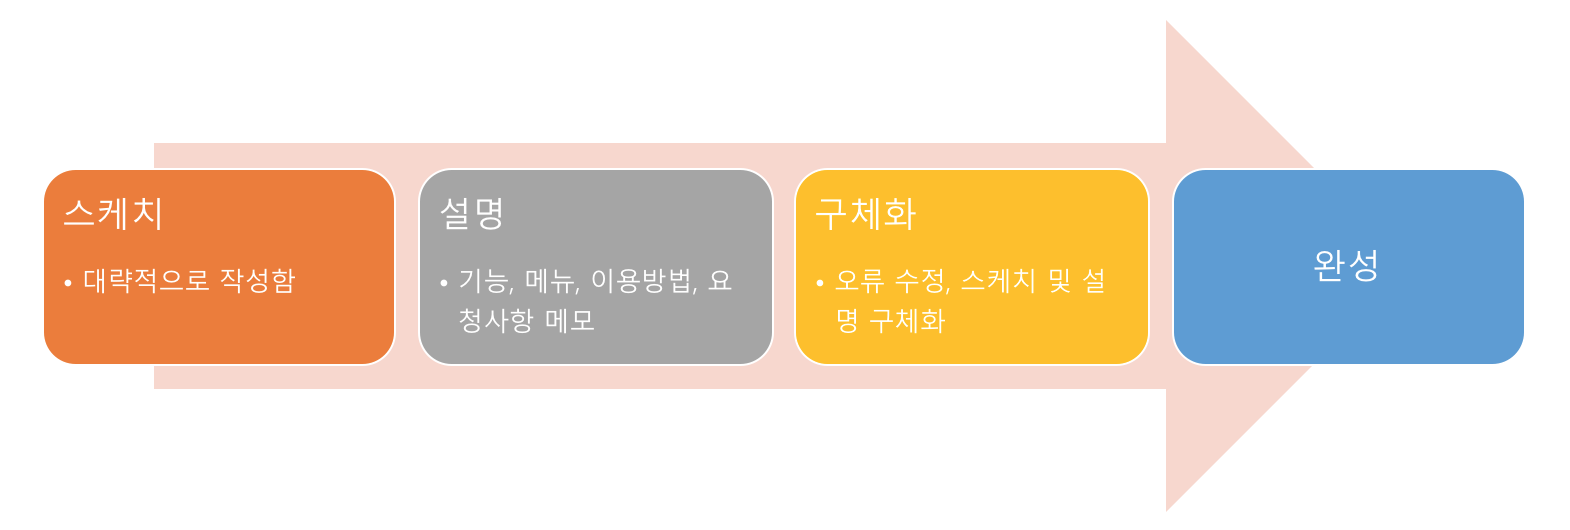 스케치
• 대략적으로 작성함
설명
• 기능, 메뉴, 이용방법, 요
청사항 메모
구체화
• 오류 수정, 스케치 및 설
명 구체화
완성